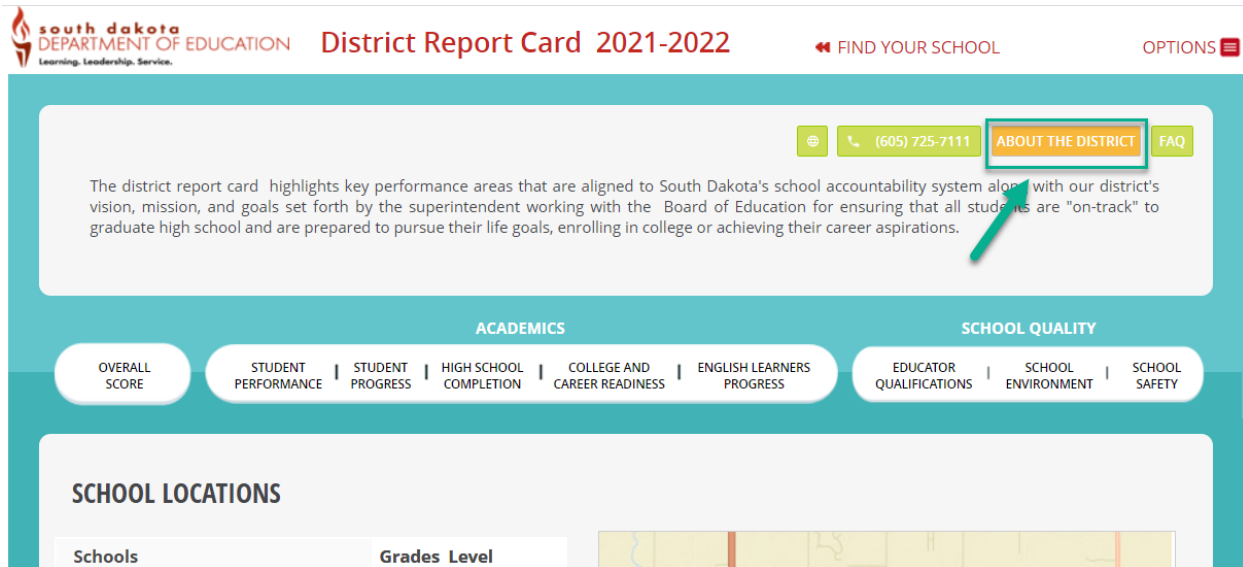 south dakota
DEPARTMENT OF EDUCATION
Learning. Leadership. Service.
District Report Card 2021-2022
FIND YOUR SCHOOL
OPTIONS
(605) 725-7111
ABOUT THE DISTRICT
FAQ
The district report card highlights key performance areas that are aligned to South Dakota's school accountability system along with our district's
vision, mission, and goals set forth by the superintendent working with the Board of Education for ensuring that all students are "on-track" to
graduate high school and are prepared to pursue their life goals, enrolling in college or achieving their career aspirations.
ACADEMICS
SCHOOL QUALITY
OVERALL
SCORE
STUDENT
PERFORMANCE
STUDENT
PROGRESS
HIGH SCHOOL
COMPLETION
COLLEGE AND
CAREER READINESS
ENGLISH LEARNERS
PROGRESS
EDUCATOR
QUALIFICATIONS
SCHOOL
ENVIRONMENT
SCHOOL
SAFETY
SCHOOL LOCATIONS
Schools
Grades Level